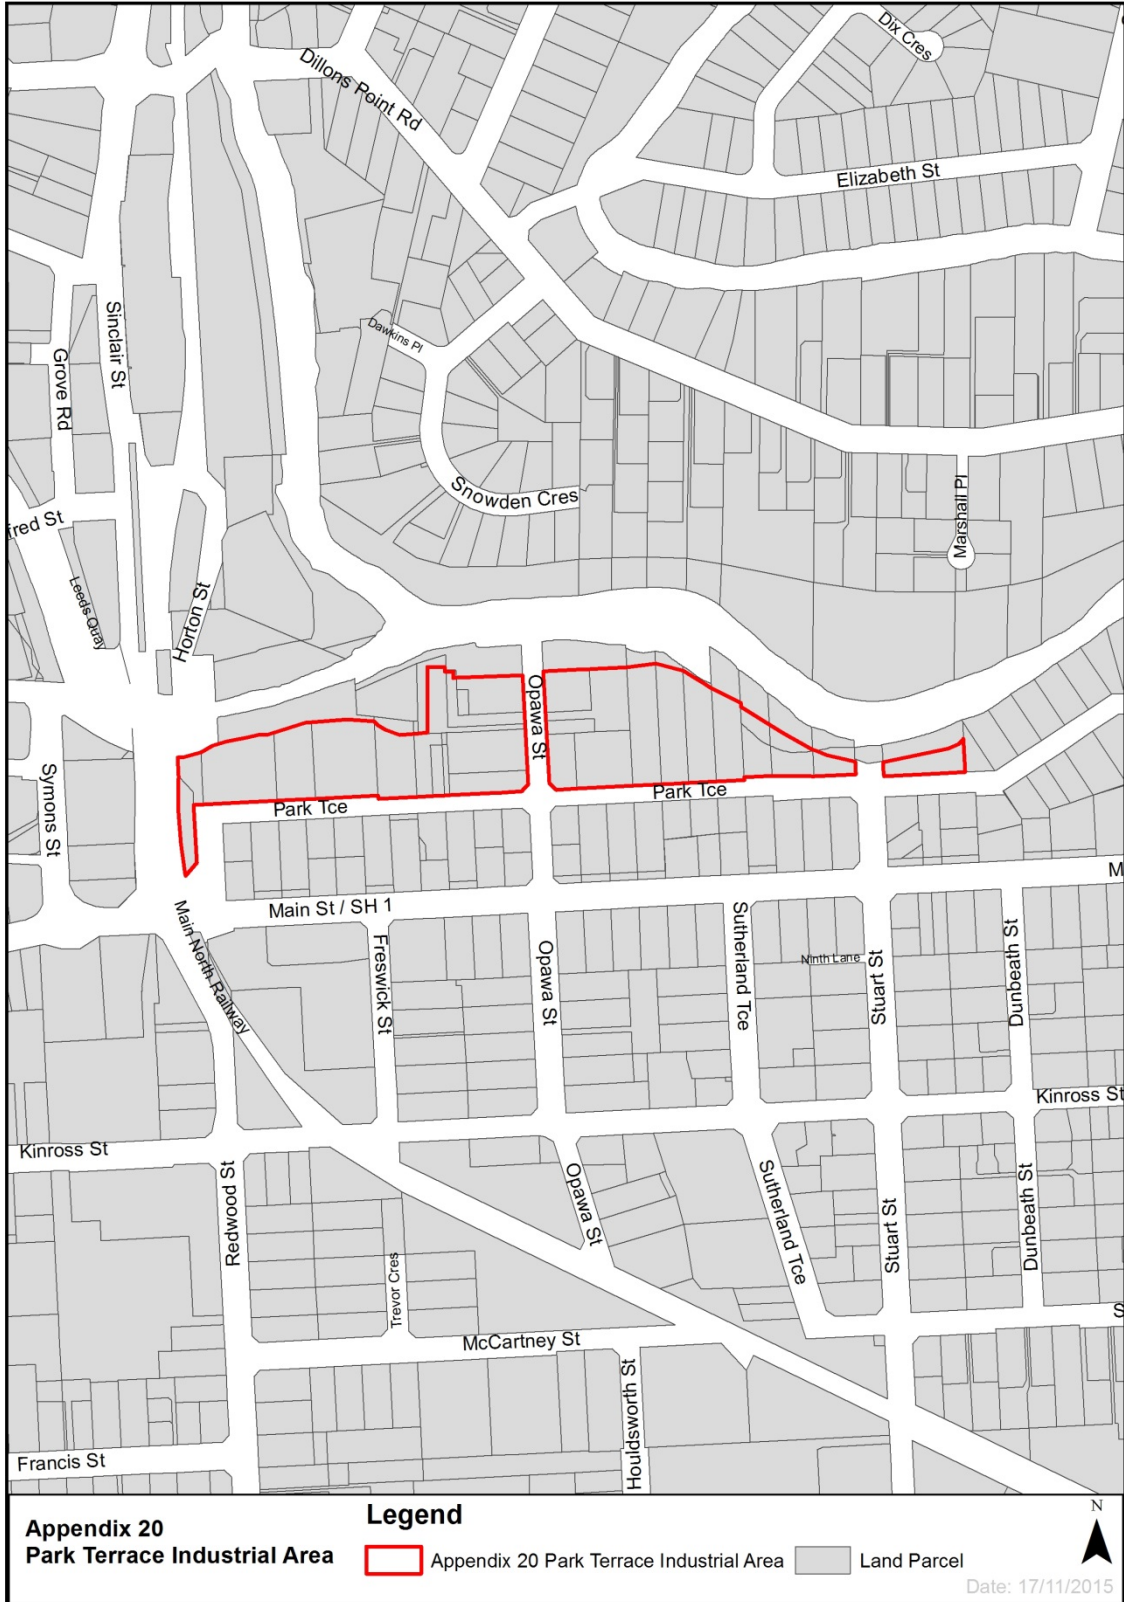 Dix Cres
Dillons Point Rd
Elizabeth St
Sinclair St
Grove Rd
Dawkins Pl
Snowden Cres
Marshall Pl
fred St
Leeds Quay
Horton St
Opawa St
Symons St
Park Tce
Park Tce
Main St / SH 1
M
Main North Railway
Freswick St
Opawa St
Sutherland Tce
Ninth Lane
Stuart St
Dunbeath St
Kinross St
Kinross St
Redwood St
Opawa St
Sutherland Tce
Stuart St
Dunbeath St
Trevor Cres
McCartney St
S
Houldsworth St
Francis St
Appendix 20
Park Terrace Industrial Area
Legend
Appendix 20 Park Terrace Industrial Area
Land Parcel
N
Date: 17/11/2015